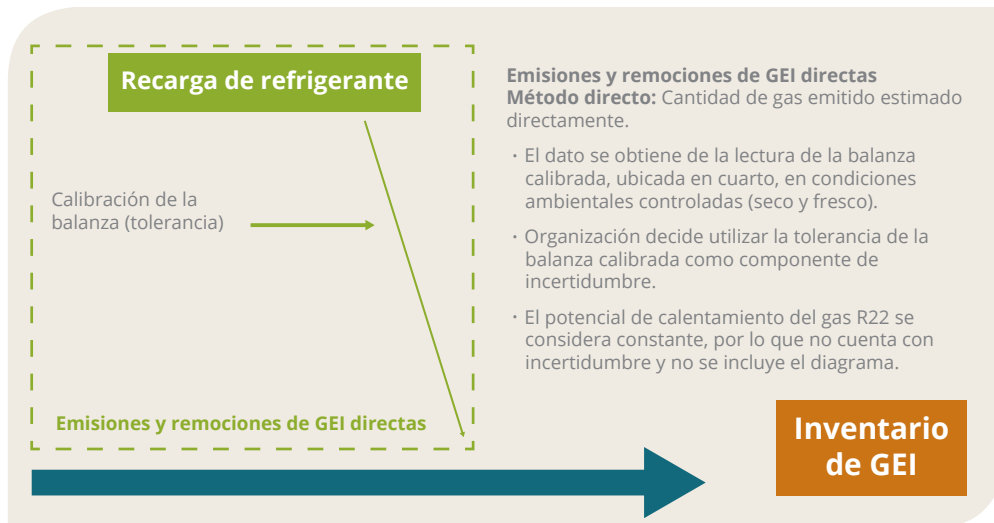 Recarga de refrigerante
Calibración de la
balanza (tolerancia)
Emisiones y remociones de GEI directas
Emisiones y remociones de GEI directas
Método directo: Cantidad de gas emitido estimado
directamente.
· El dato se obtiene de la lectura de la balanza
calibrada, ubicada en cuarto, en condiciones
ambientales controladas (seco y fresco).
· Organización decide utilizar la tolerancia de la
balanza calibrada como componente de
incertidumbre.
· El potencial de calentamiento del gas R22 se
considera constante, por lo que no cuenta con
incertidumbre y no se incluye el diagrama.
Inventario
de GEI